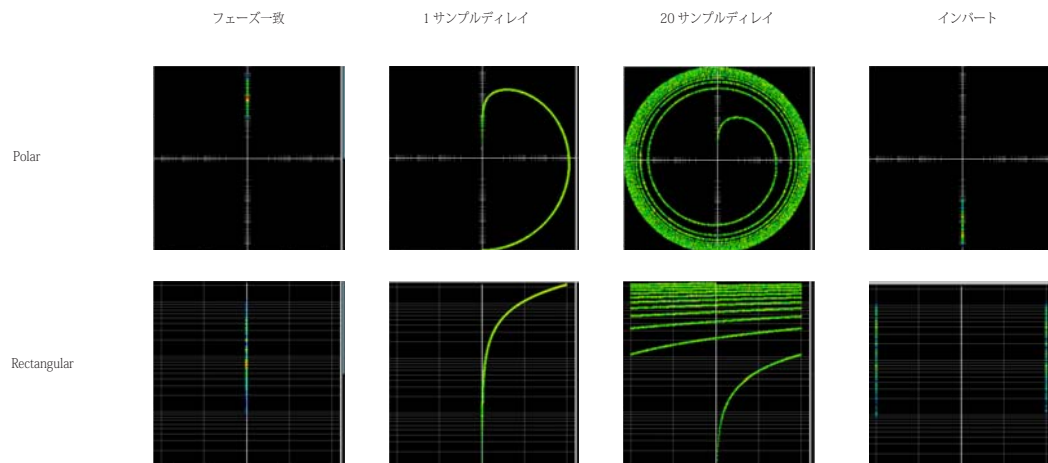 フェーズ一致
1 サンプルディレイ
20 サンプルディレイ
インバート
Polar
Rectangular